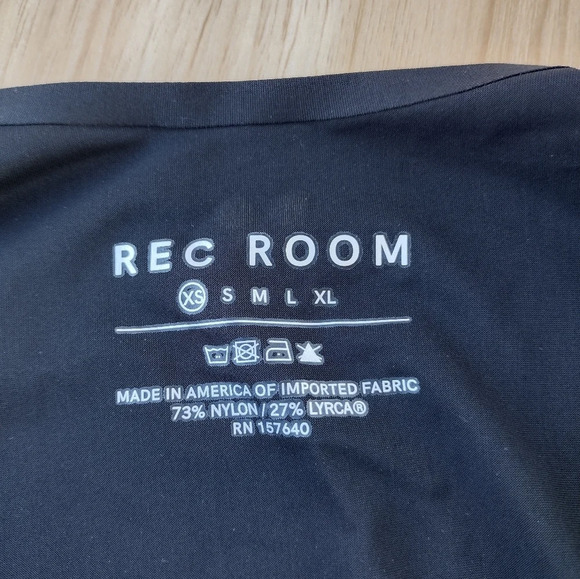 REC ROOM
XS S M L XL
MADE IN AMERICA OF IMPORTED FABRIC
73% NYLON / 27% LYRCA®
RN 157640